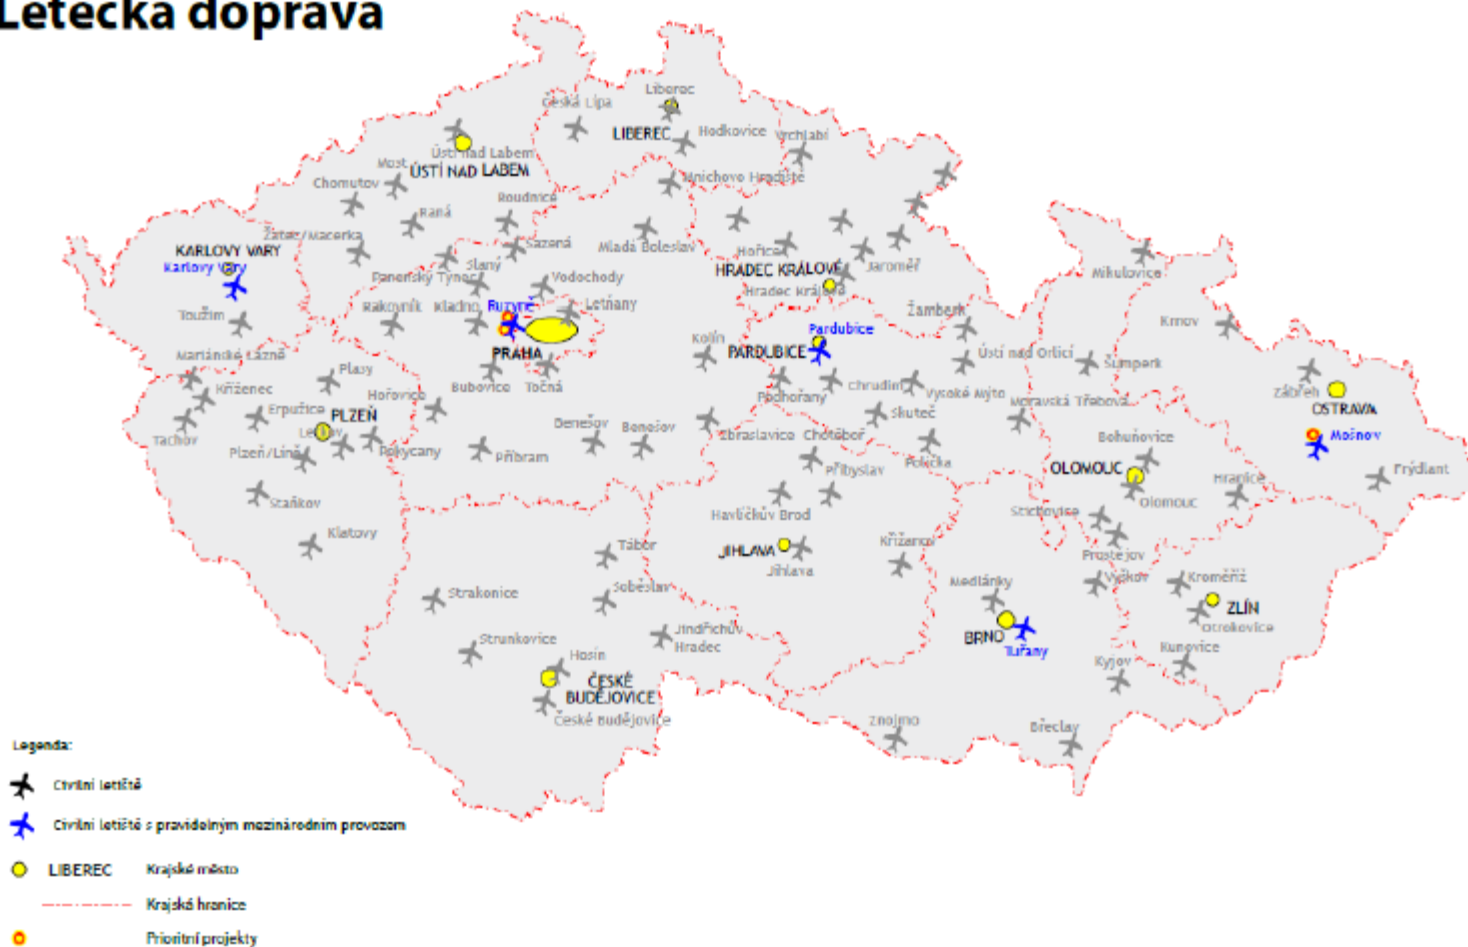 Letecká doprava
Liberec
Česká Lípa
LIBEREC
Hodkovice
Vrchlabí
Ústí nad Labem
ÚSTÍ NAD LABEM
Most
Chomutov
Mnichovo Hradiště
Roudnice
Raná
Žatec/Macerka
Sazená
Mladá Boleslav
KARLOVY VARY
Karlovy Vary
Slaný
Panenský Týnec
Vodochody
Hořice
HRADEC KRÁLOVÉ
Jaroměř
Hradec Králové
Mikulovice
Toužim
Rakovník
Kladno
Ruzyně
Letňany
Žamberk
Krnov
PRAHA
Kolín
Pardubice
PARDUBICE
Ústí nad Orlicí
Šumperk
Mariánské Lázně
Plasy
Bubovice
Točná
Podhořany
Chrudim
Vysoké Mýto
Zábřeh
OSTRAVA
Kříženec
Hořovice
Erpužice
PLZEŇ
Skuteč
Moravská Třebová
Tachov
Plzeň/Líně
Rokycany
Příbram
Benešov
Benešov
Zbraslavice
Chotěboř
Polička
Bohuňovice
Mošnov
Přibyslav
OLOMOUC
Hranice
Frýdlant
Staňkov
Havlíčkův Brod
Stichovice
Olomouc
Klatovy
Tábor
JIHLAVA
Jihlava
Křižanov
Prostějov
Strakonice
Soběslav
Medlánky
Vyškov
Kroměříž
ZLÍN
Otrokovice
Strunkovice
Jindřichův
Hradec
BRNO
Tuřany
Kunovice
Hosín
ČESKÉ
BUDĚJOVICE
České Budějovice
Kyjov
Znojmo
Břeclav
Legenda:
Civilní letiště
Civilní letiště s pravidelným mezinárodním provozem
LIBEREC Krajské město
Krajská hranice
Prioritní projekty